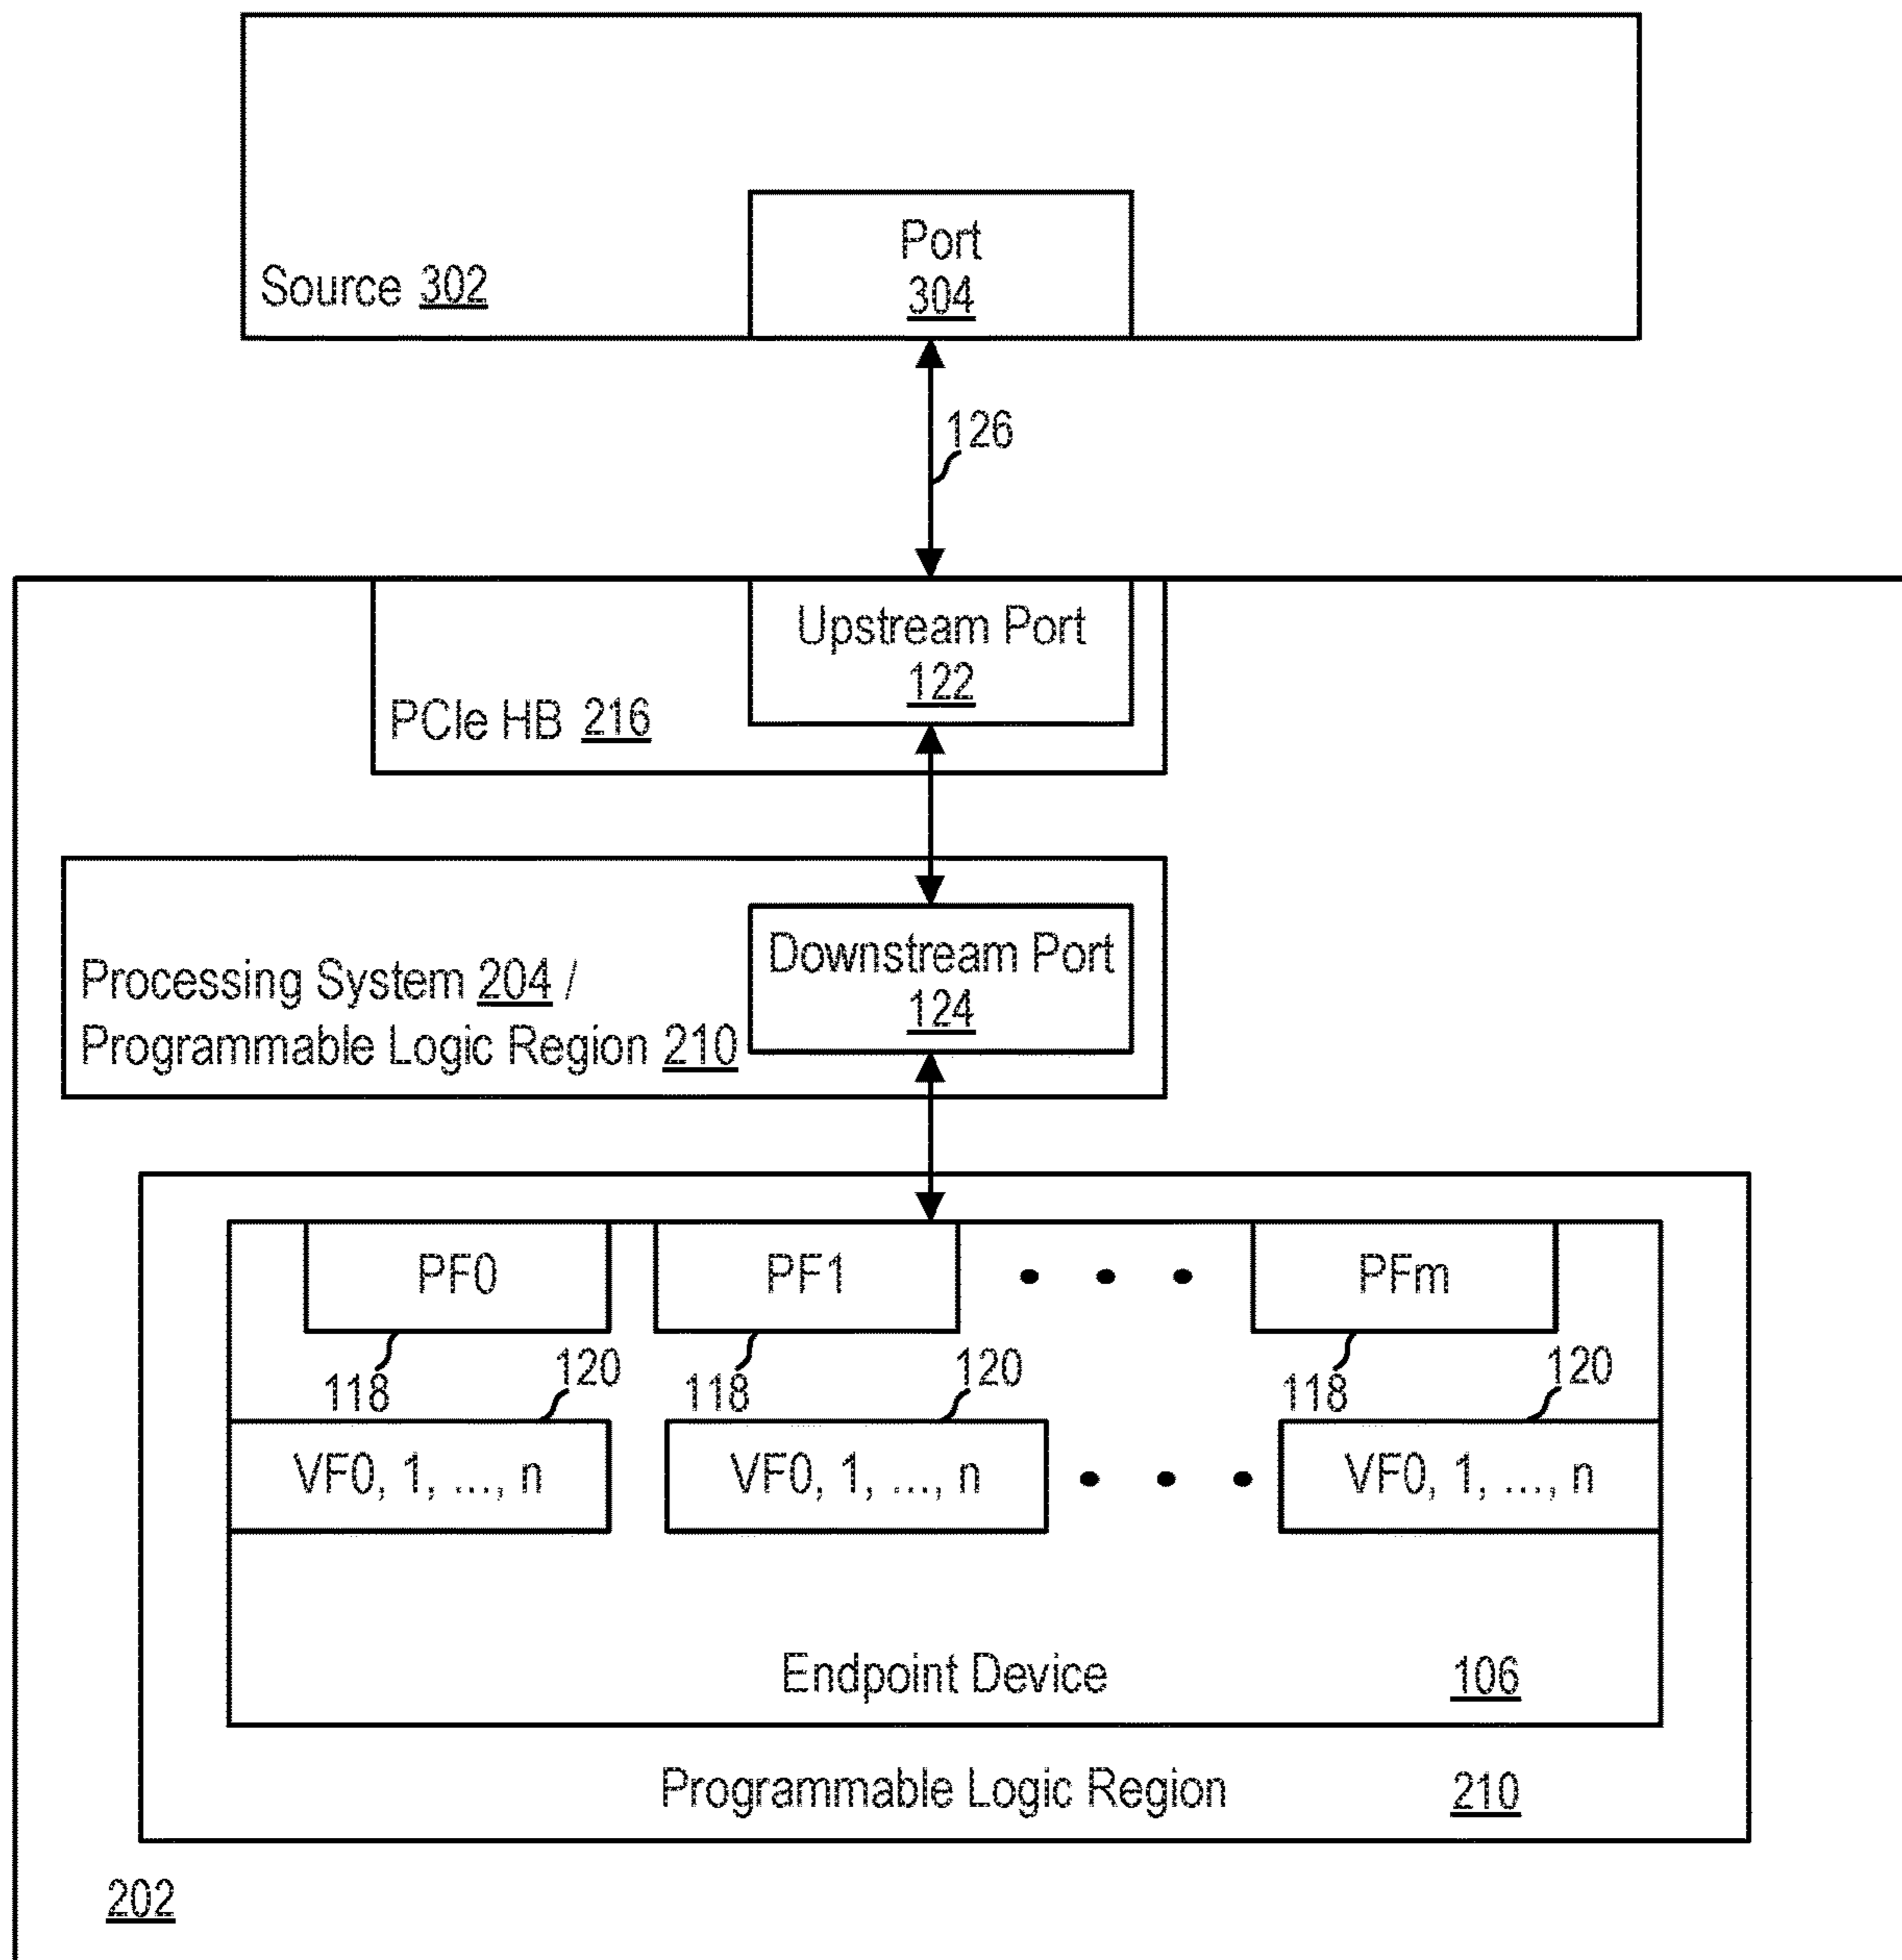 Port
304
Source 302
126
Upstream Port
122
PCIe HB 216
Downstream Port
124
Processing System 204 /
Programmable Logic Region 210
PF0
PF1
PFm
118
120
118
120
118
120
VF0, 1, ..., n
VF0, 1, ..., n
VF0, 1, ..., n
Endpoint Device 106
Programmable Logic Region 210
202